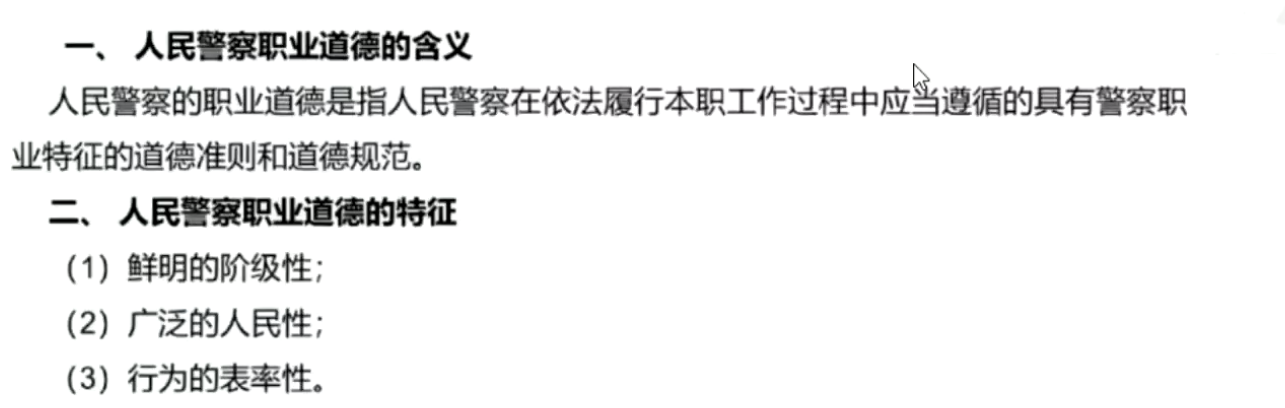 一、 人民警察职业道德的含义
人民警察的职业道德是指人民警察在依法履行本职工作过程中应当遵循的具有警察职
业特征的道德准则和道德规范。
二、 人民警察职业道德的特征
（1）鲜明的阶级性；
（2）广泛的人民性；
（3）行为的表率性。